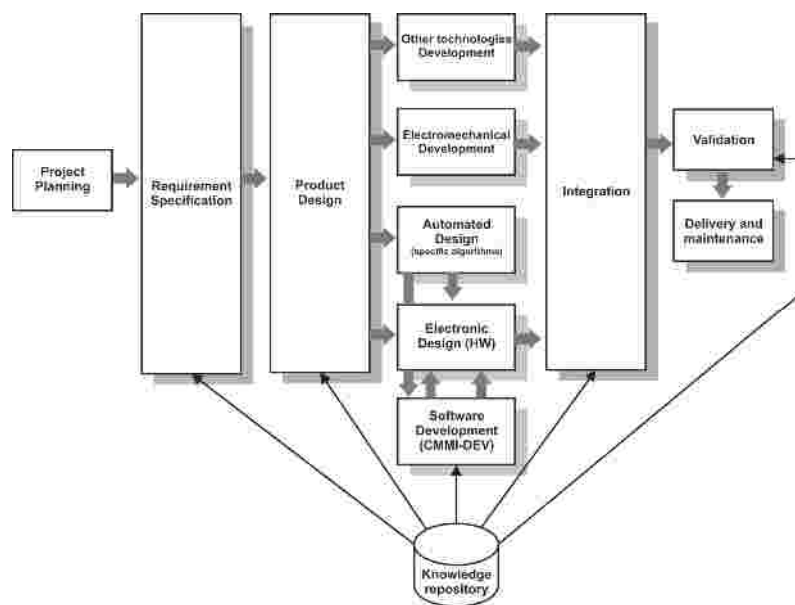 Project
Planning
Requirement
Specification
Product
Design
Other technologies
Development
Electromechanical
Development
Automated
Design
(specific algorithms)
Electronic
Design (HW)
Software
Development
(CMMI-DEV)
Integration
Validation
Delivery and
maintenance
Knowledge
repository